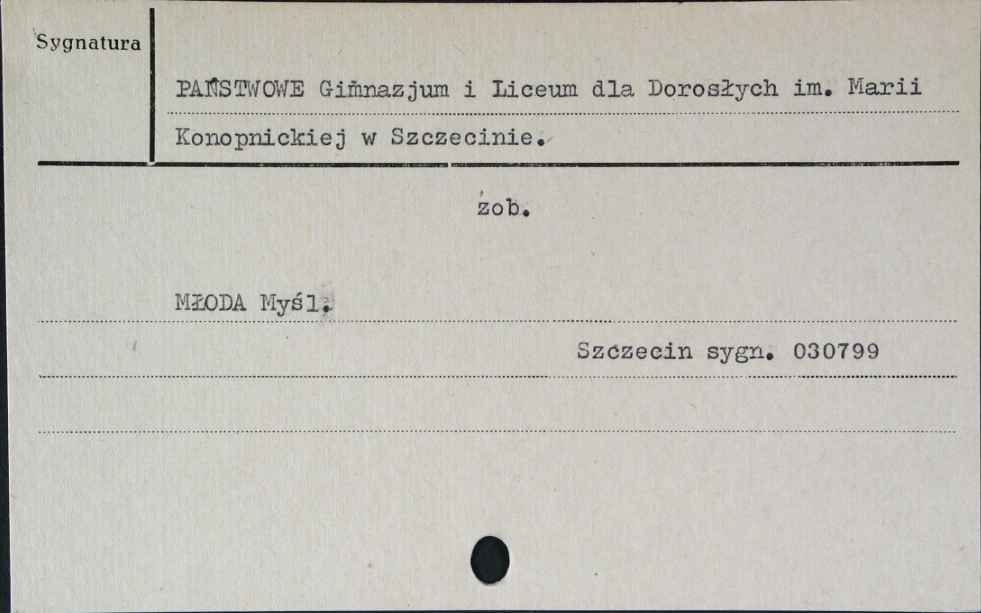 Sygnatura
PAŃSTWOWE Gimnazjum i Liceum dla Dorosłych im. Marii
Konopnickiej w Szczecinie.
zob.
MŁODA Myśl.
Szczecin sygn. 030799